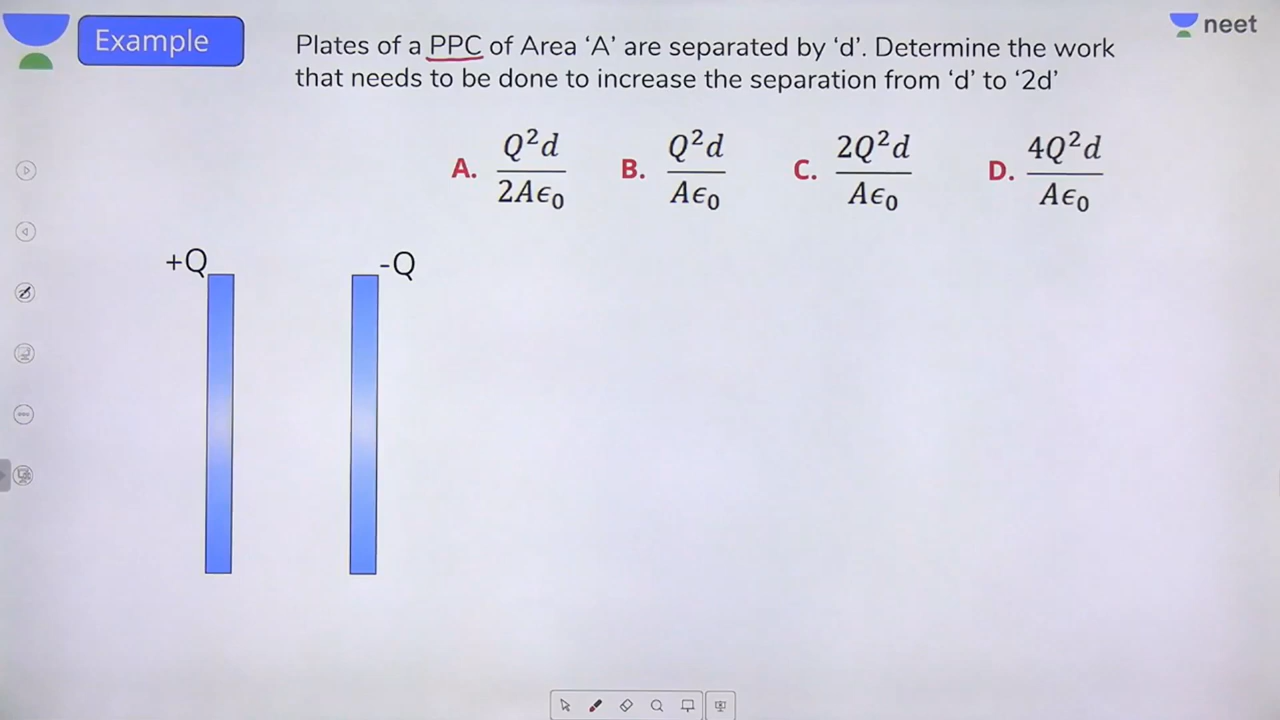 Example
Plates of a PPC of Area ‘A’ are separated by ‘d’. Determine the work
that needs to be done to increase the separation from ‘d’ to ‘2d’
neet
A. Q²d / 2Aϵ₀ B. Q²d / Aϵ₀ C. 2Q²d / Aϵ₀ D. 4Q²d / Aϵ₀
+Q -Q